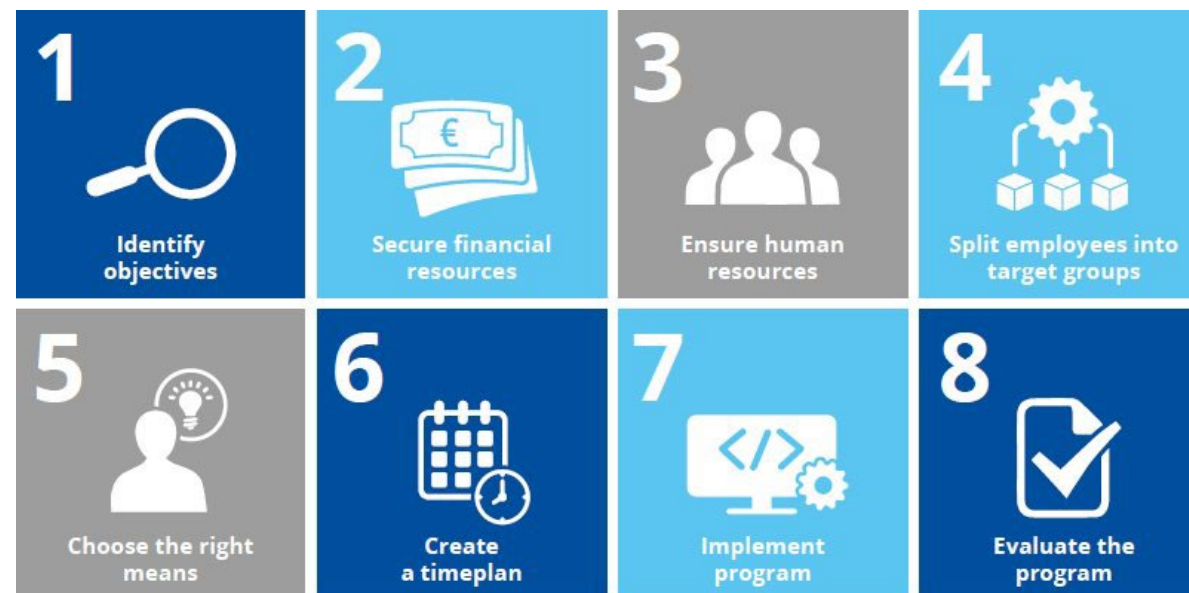 1
Identify
objectives
2
€
Secure financial
resources
3
Ensure human
resources
4
Split employees into
target groups
5
Choose the right
means
6
Create
a timeplan
7
</>
Implement
program
8
Evaluate the
program